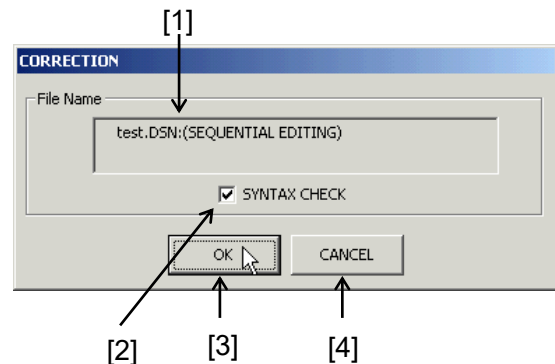 [1]
CORRECTION
File Name
test.DSN:(SEQUENTIAL EDITING)
SYNTAX CHECK
OK
CANCEL
[2]
[3]
[4]